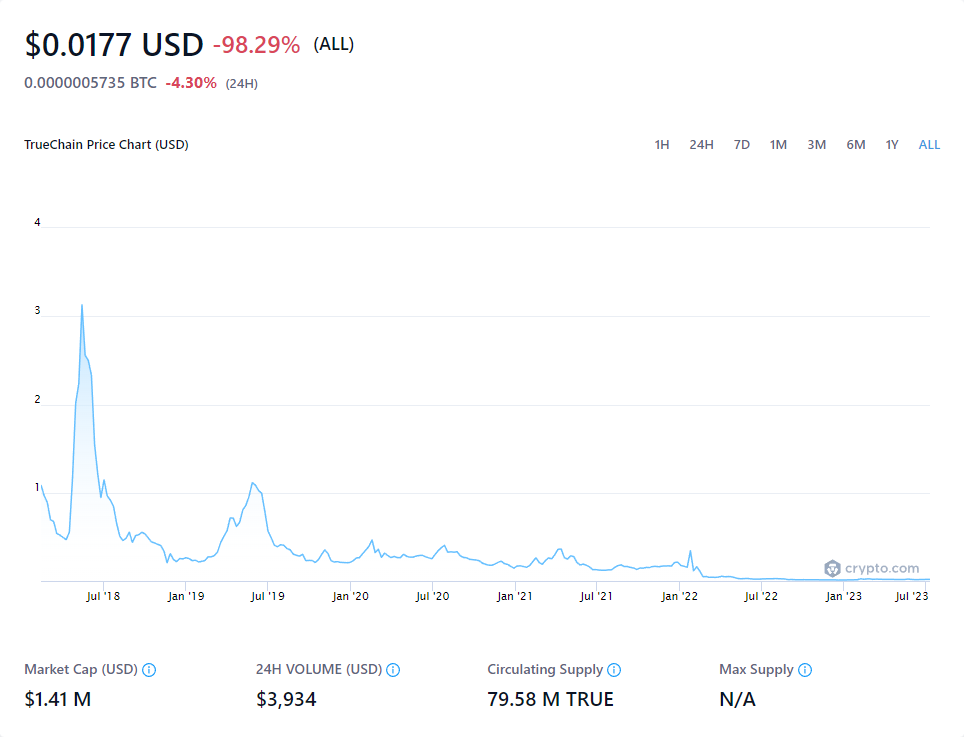 $0.0177 USD -98.29% (ALL)
0.0000005735 BTC -4.30% (24H)
TrueChain Price Chart (USD) 1H 24H 7D 1M 3M 6M 1Y ALL
4
3
2
1
crypto.com
Jul '18 Jan '19 Jul '19 Jan '20 Jul '20 Jan '21 Jul '21 Jan '22 Jul '22 Jan '23 Jul '23
Market Cap (USD) 24H VOLUME (USD) Circulating Supply Max Supply
$1.41 M $3,934 79.58 M TRUE N/A